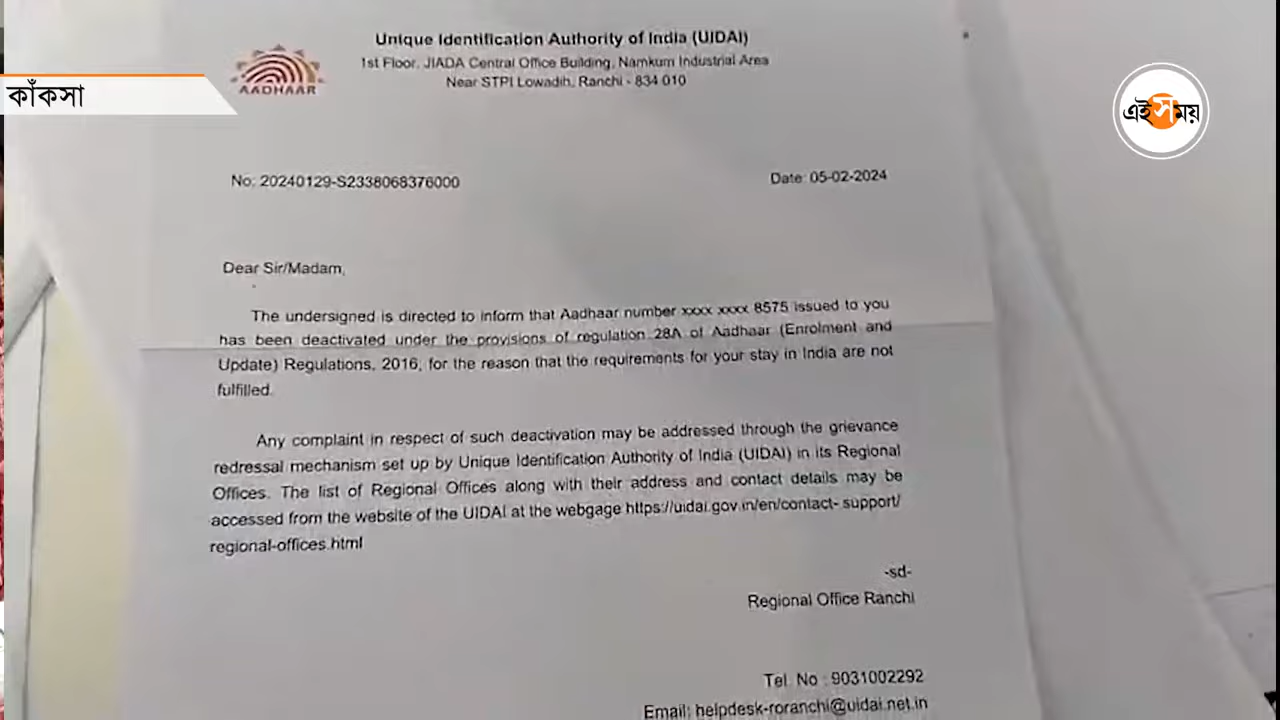 Unique Identification Authority of India (UIDAI)
1st Floor, JIADA Central Office Building, Namkum Industrial Area
Near STPI Lowadih, Ranchi - 834 010
AADHAAR
কাঁকসা
এই সময়
No: 20240129-S2338068376000
Date: 05-02-2024
Dear Sir/Madam,
The undersigned is directed to inform that Aadhaar number xxxx xxxx 8575 issued to you
has been deactivated under the provisions of regulation 28A of Aadhaar (Enrolment and
Update) Regulations, 2016, for the reason that the requirements for your stay in India are not
fulfilled.
Any complaint in respect of such deactivation may be addressed through the grievance
redressal mechanism set up by Unique Identification Authority of India (UIDAI) in its Regional
Offices. The list of Regional Offices along with their address and contact details may be
accessed from the website of the UIDAI at the webgage https://uidai.gov.in/en/contact- support/
regional-offices.html
-sd-
Regional Office Ranchi
Tel. No : 9031002292
Email: helpdesk-roranchi@uidai.net.in